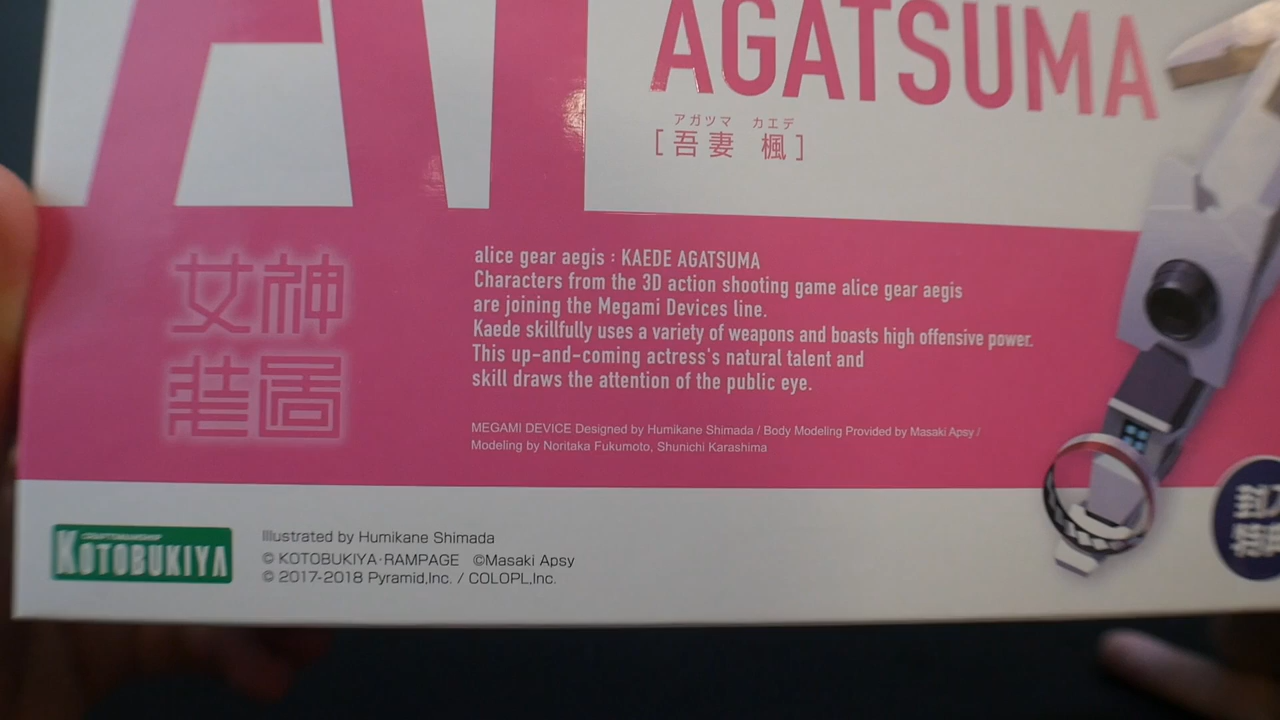 AGATSUMA
アガツマ カエデ
[吾妻 楓]
女神
装圖
alice gear aegis : KAEDE AGATSUMA
Characters from the 3D action shooting game alice gear aegis
are joining the Megami Devices line.
Kaede skillfully uses a variety of weapons and boasts high offensive power.
This up-and-coming actress's natural talent and
skill draws the attention of the public eye.
MEGAMI DEVICE Designed by Humikane Shimada / Body Modeling Provided by Masaki Apsy /
Modeling by Noritaka Fukumoto, Shunichi Karashima
CRAFTSMANSHIP
KOTOBUKIYA
Illustrated by Humikane Shimada
© KOTOBUKIYA·RAMPAGE ©Masaki Apsy
© 2017-2018 Pyramid,Inc. / COLOPL,Inc.